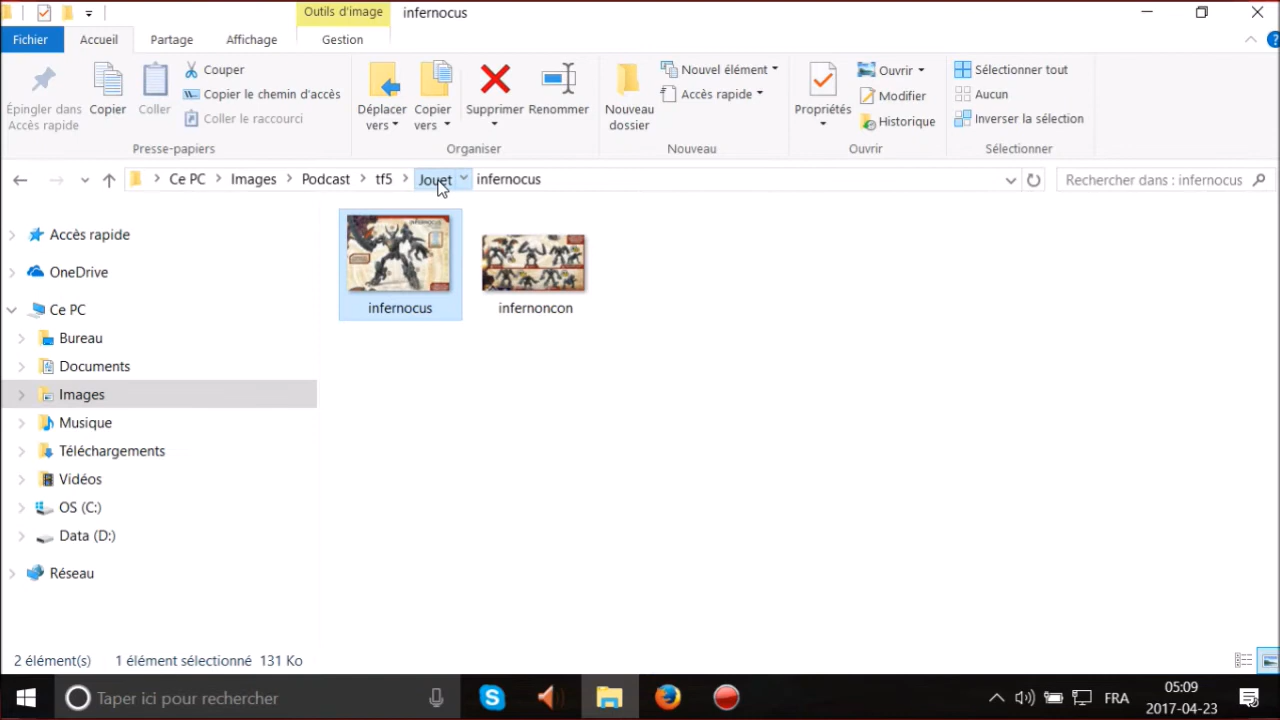 Outils d'image
infernocus
Fichier
Accueil
Partage
Affichage
Gestion
Épingler dans
Accès rapide
Copier
Coller
Couper
Copier le chemin d'accès
Coller le raccourci
Presse-papiers
Déplacer
vers
Copier
vers
Supprimer
Renommer
Organiser
Nouveau
dossier
Nouvel élément
Accès rapide
Nouveau
Propriétés
Ouvrir
Modifier
Historique
Ouvrir
Sélectionner tout
Aucun
Inverser la sélection
Sélectionner
Ce PC
Images
Podcast
tf5
Jouet
infernocus
Rechercher dans : infernocus
Accès rapide
OneDrive
Ce PC
Bureau
Documents
Images
Musique
Téléchargements
Vidéos
OS (C:)
Data (D:)
Réseau
infernocus
infernoncon
2 élément(s)
1 élément sélectionné 131 Ko
Taper ici pour rechercher
FRA
05:09
2017-04-23